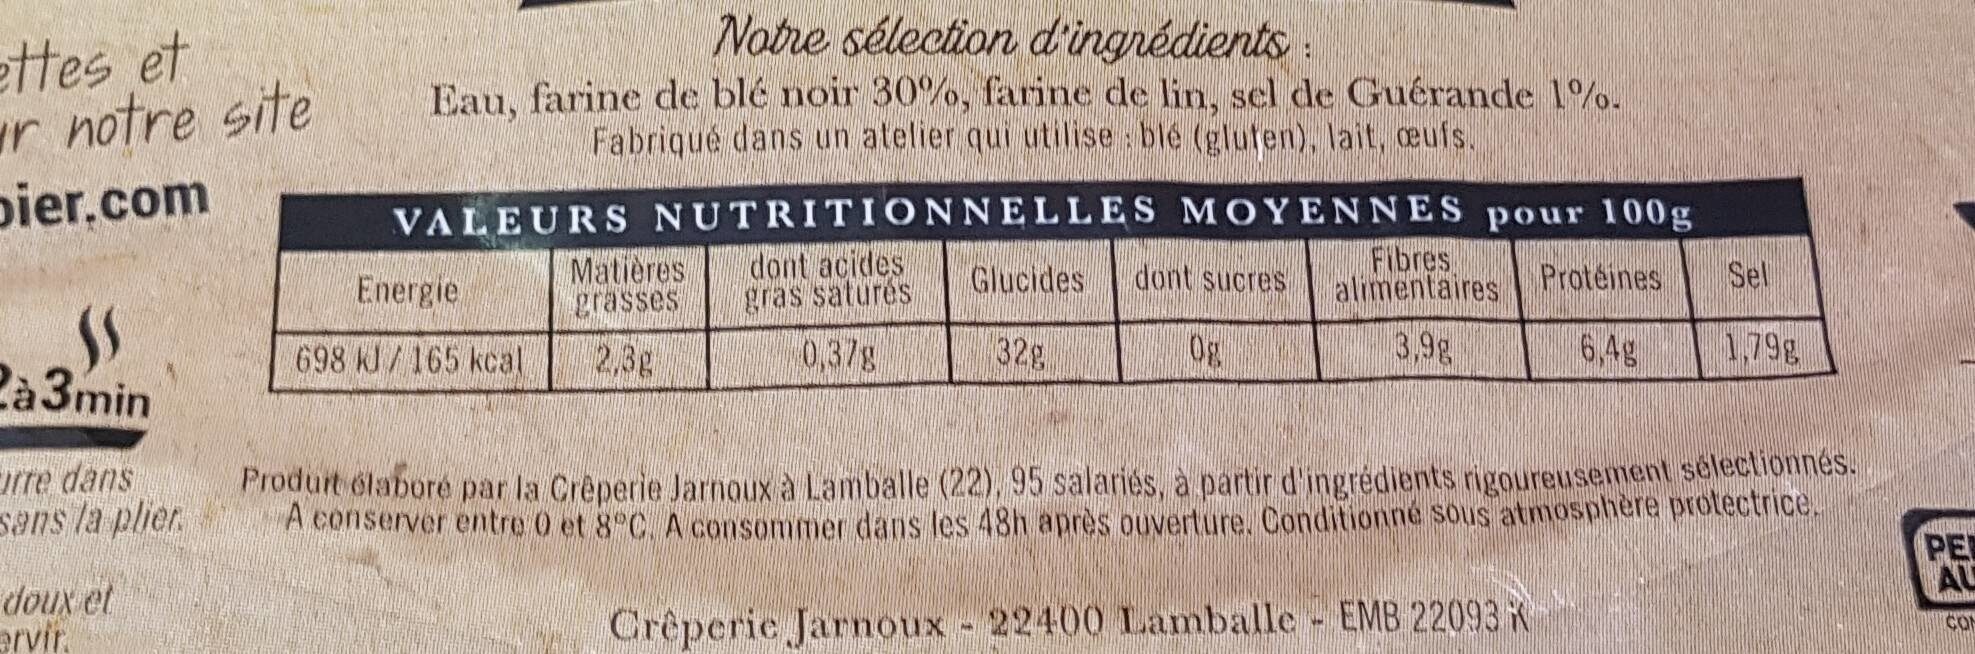 ettes et
ur notre site
pier.com
2à3min
sans la plier.
doux et
Notre sélection d'ingrédients :
Eau, farine de blé noir 30%, farine de lin, sel de Guérande 1%.
Fabriqué dans un atelier qui utilise : blé (gluten), lait, œufs.
VALEURS NUTRITIONNELLES MOYENNES pour 100g
Energie Matières grasses dont acides gras saturés Glucides dont sucres Fibres alimentaires Protéines Sel
698 kJ / 165 kcal 2,3g 0,37g 32g 0g 3,9g 6,4g 1,79g
Produit élaboré par la Crêperie Jarnoux à Lamballe (22), 95 salariés, à partir d'ingrédients rigoureusement sélectionnés.
A conserver entre 0 et 8°C. A consommer dans les 48h après ouverture. Conditionné sous atmosphère protectrice.
Crêperie Jarnoux - 22400 Lamballe - EMB 22093 K